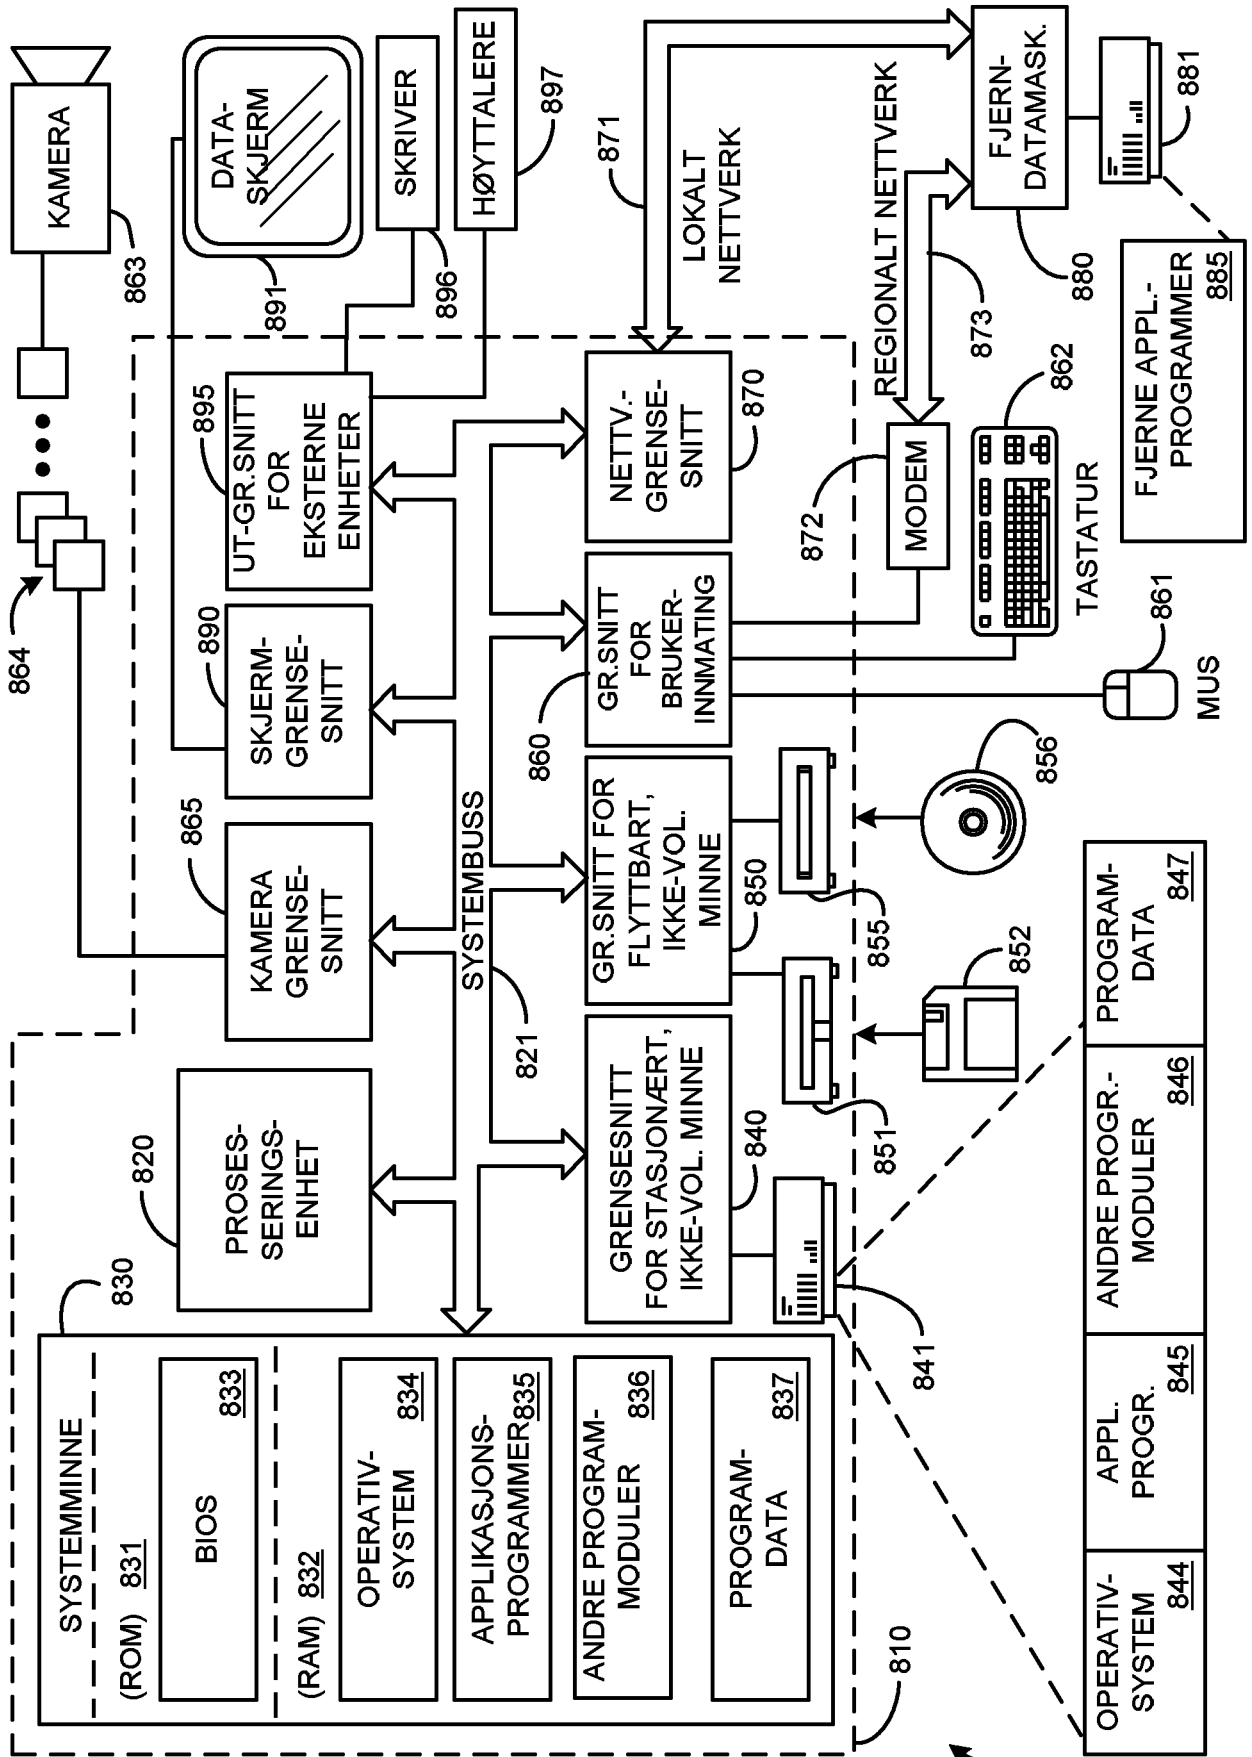 SYSTEMMINNE
(ROM) 831
BIOS
833
(RAM) 832
OPERATIV-
SYSTEM
834
APPLIKASJONS-
PROGRAMMER
835
ANDRE PROGRAM-
MODULER
836
PROGRAM-
DATA
837
810
830
820
PROSES-
SERINGS-
ENHET
865
KAMERA
GRENSE-
SNITT
890
SKJERM-
GRENSE-
SNITT
895
UT-GR.SNITT
FOR
EKSTERNE
ENHETER
864
863
KAMERA
DATA-
SKJERM
891
SKRIVER
896
HØYTTALERE
897
SYSTEMBUSS
821
GRENSESNITT
FOR STASJONÆRT,
IKKE-VOL. MINNE
840
GR.SNITT FOR
FLYTTBART,
IKKE-VOL.
MINNE
850
860
GR.SNITT
FOR
BRUKER-
INNMATING
NETTV.-
GRENSE-
SNITT
870
871
LOKALT
NETTVERK
841
851
855
852
856
872
MODEM
REGIONALT NETTVERK
873
FJERN-
DATAMASK.
880
881
862
TASTATUR
861
MUS
FJERNE APPL.-
PROGRAMMER
885
OPERATIV-
SYSTEM
844
APPL.
PROGR.
845
ANDRE PROGR.-
MODULER
846
PROGRAM-
DATA
847